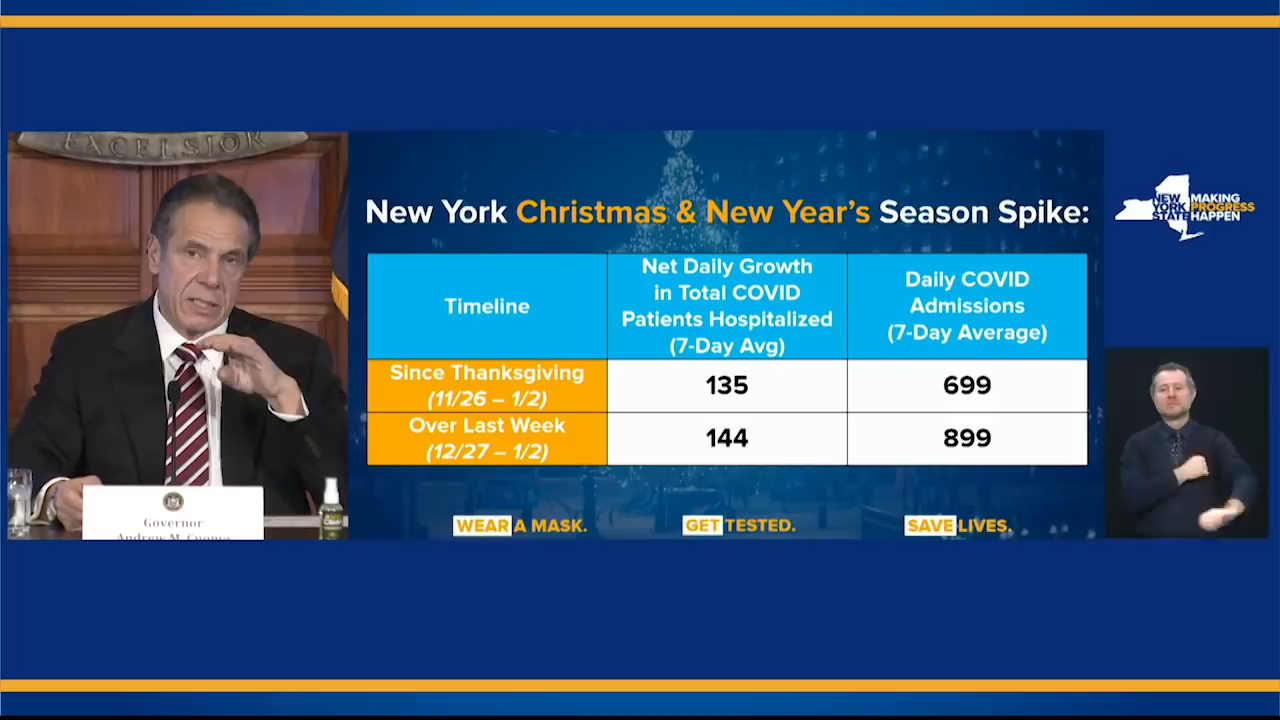 EXCELSIOR
Governor
Andrew M. Cuomo
New York Christmas & New Year's Season Spike:
Timeline
Net Daily Growth
in Total COVID
Patients Hospitalized
(7-Day Avg)
Daily COVID
Admissions
(7-Day Average)
Since Thanksgiving
(11/26 – 1/2)
135
699
Over Last Week
(12/27 – 1/2)
144
899
WEAR A MASK.
GET TESTED.
SAVE LIVES.
NEW
YORK
STATE
MAKING
PROGRESS
HAPPEN